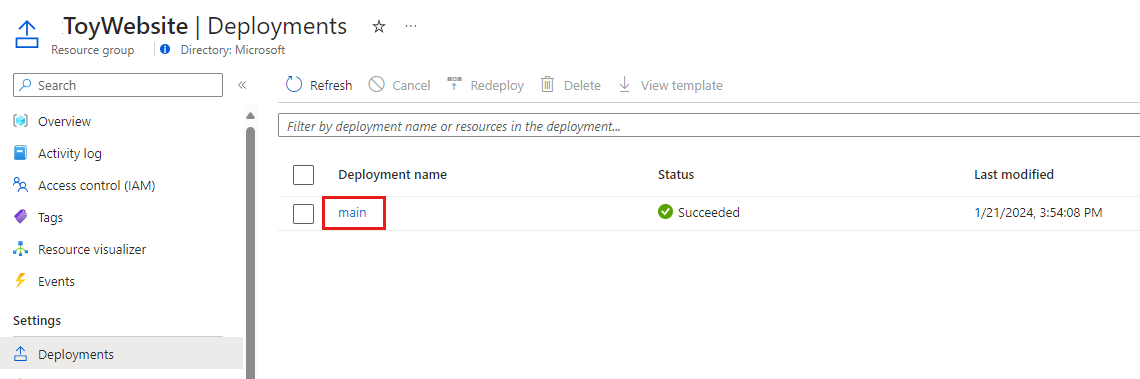 ToyWebsite | Deployments
Resource group
Directory: Microsoft
Search
Refresh Cancel Redeploy Delete View template
Overview
Filter by deployment name or resources in the deployment...
Activity log
Access control (IAM)
Tags
Resource visualizer
Events
Settings
Deployments
Deployment name Status Last modified
main Succeeded 1/21/2024, 3:54:08 PM